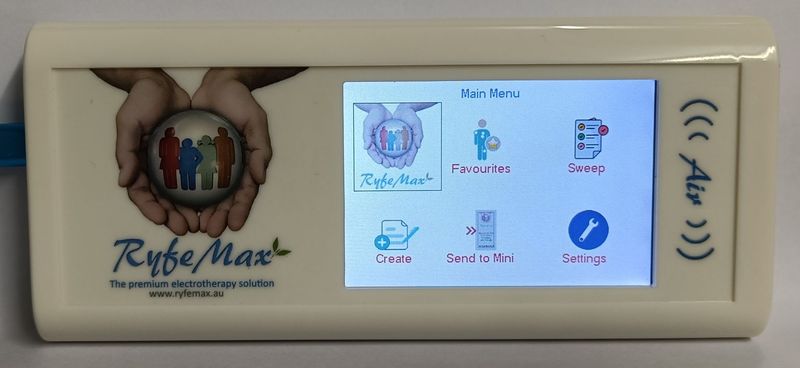 RyfeMax
The premium electrotherapy solution
www.ryfemax.au
Main Menu
RyfeMax
Favourites
Sweep
Create
Send to Mini
Settings
Air